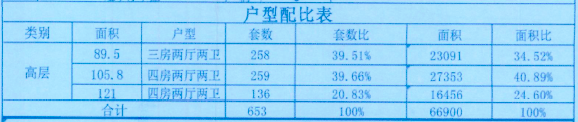 户型配比表
类别 面积 户型 套数 套数比 面积 面积比
89.5 三房两厅两卫 258 39.51% 23091 34.52%
高层 105.8 四房两厅两卫 259 39.66% 27353 40.89%
121 四房两厅两卫 136 20.83% 16456 24.60%
合计 653 100% 66900 100%